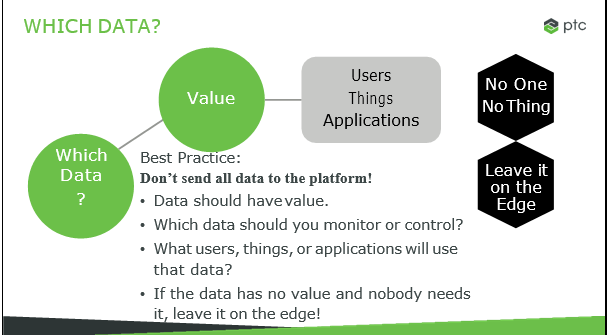 WHICH DATA?
ptc
Which
Data
?
Value
Users
Things
Applications
No One
No Thing
Leave it
on the
Edge
Best Practice:
Don’t send all data to the platform!
• Data should have value.
• Which data should you monitor or control?
• What users, things, or applications will use
that data?
• If the data has no value and nobody needs
it, leave it on the edge!